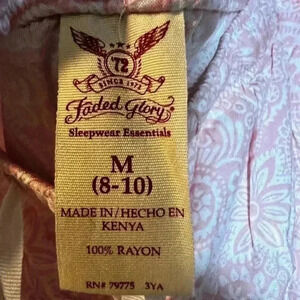 '72
SINCE 1972
Faded Glory
Sleepwear Essentials
M
(8-10)
MADE IN/HECHO EN
KENYA
100% RAYON
RN# 79775 3YA